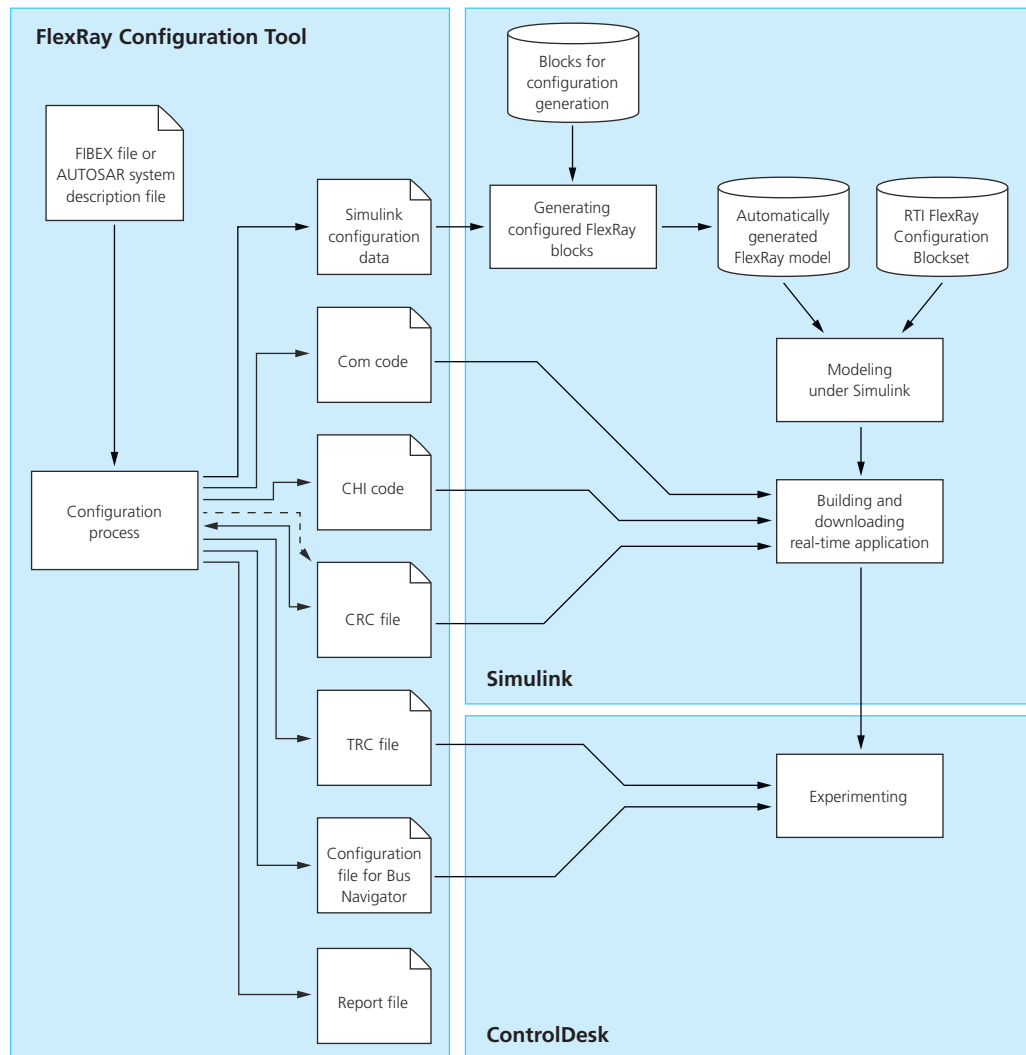 FlexRay Configuration Tool
FIBEX file or
AUTOSAR system
description file
Configuration
process
Simulink
configuration
data
Com code
CHI code
CRC file
TRC file
Configuration
file for Bus
Navigator
Report file
Blocks for
configuration
generation
Generating
configured FlexRay
blocks
Automatically
generated
FlexRay model
RTI FlexRay
Configuration
Blockset
Modeling
under Simulink
Building and
downloading
real-time application
Simulink
Experimenting
ControlDesk